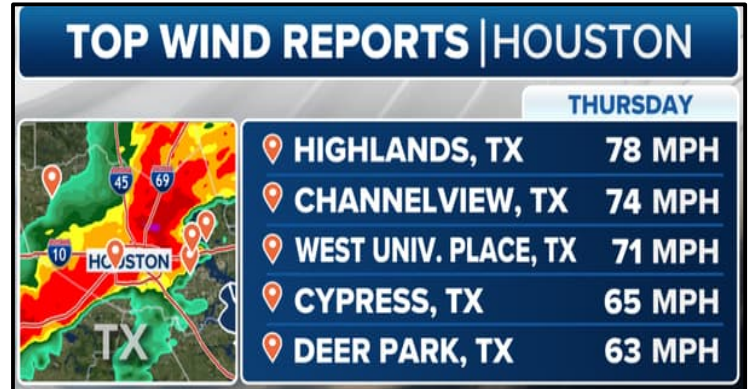 TOP WIND REPORTS | HOUSTON
THURSDAY
HIGHLANDS, TX 78 MPH
CHANNELVIEW, TX 74 MPH
WEST UNIV. PLACE, TX 71 MPH
CYPRESS, TX 65 MPH
DEER PARK, TX 63 MPH
45 69
10 HOUSTON
TX